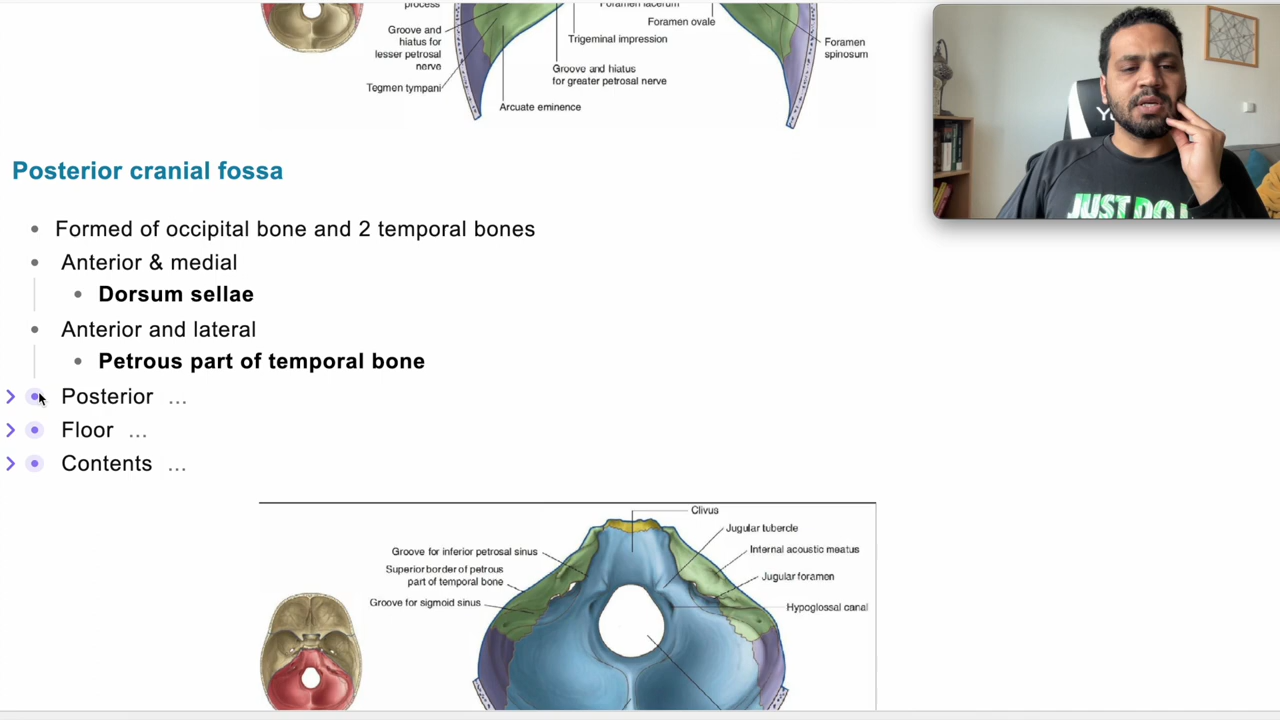 process
Groove and
hiatus for
lesser petrosal
nerve
Tegmen tympani
Foramen lacerum
Foramen ovale
Trigeminal impression
Groove and hiatus
for greater petrosal nerve
Arcuate eminence
Foramen
spinosum
Posterior cranial fossa
Formed of occipital bone and 2 temporal bones
Anterior & medial
Dorsum sellae
Anterior and lateral
Petrous part of temporal bone
Posterior ...
Floor ...
Contents ...
Clivus
Jugular tubercle
Groove for inferior petrosal sinus
Internal acoustic meatus
Superior border of petrous
part of temporal bone
Jugular foramen
Groove for sigmoid sinus
Hypoglossal canal
JUST DO I